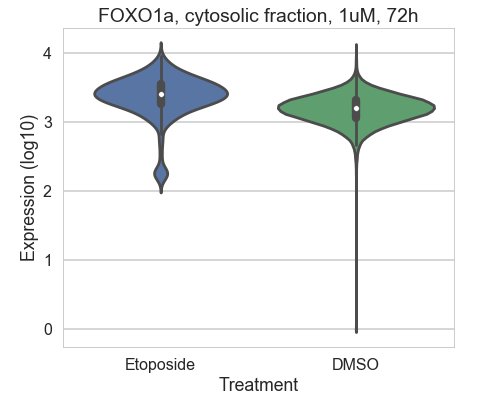 FOXO1a, cytosolic fraction, 1uM, 72h
4
3
2
1
0
Expression (log10)
Etoposide
DMSO
Treatment